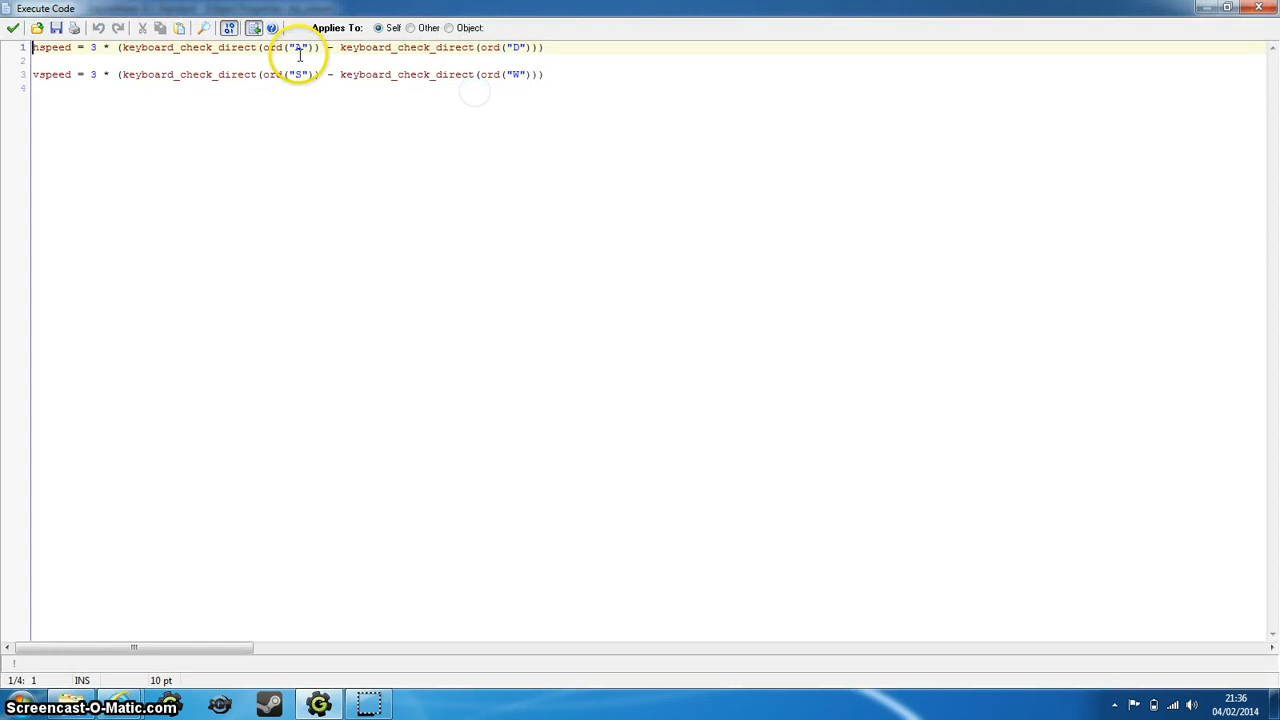 Execute Code
Applies To: Self Other Object:
1 hspeed = 3 * (keyboard_check_direct(ord("A")) - keyboard_check_direct(ord("D")))
2
3 vspeed = 3 * (keyboard_check_direct(ord("S")) - keyboard_check_direct(ord("W")))
4
!
1/4: 1 INS 10 pt
Screencast-O-Matic.com
21:36
04/02/2014